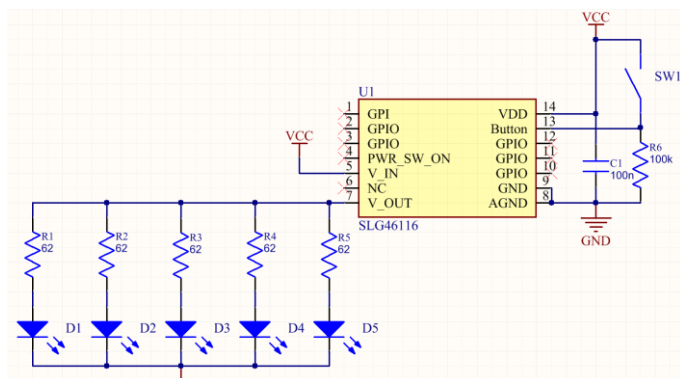 VCC
SW1
U1
1 GPI VDD 14
2 GPIO Button 13
3 GPIO GPIO 12
4 PWR_SW_ON GPIO 11
5 V_IN GPIO 10
6 NC GND 9
7 V_OUT AGND 8
SLG46116
VCC
C1
100n
R6
100k
GND
R1
62
R2
62
R3
62
R4
62
R5
62
D1
D2
D3
D4
D5